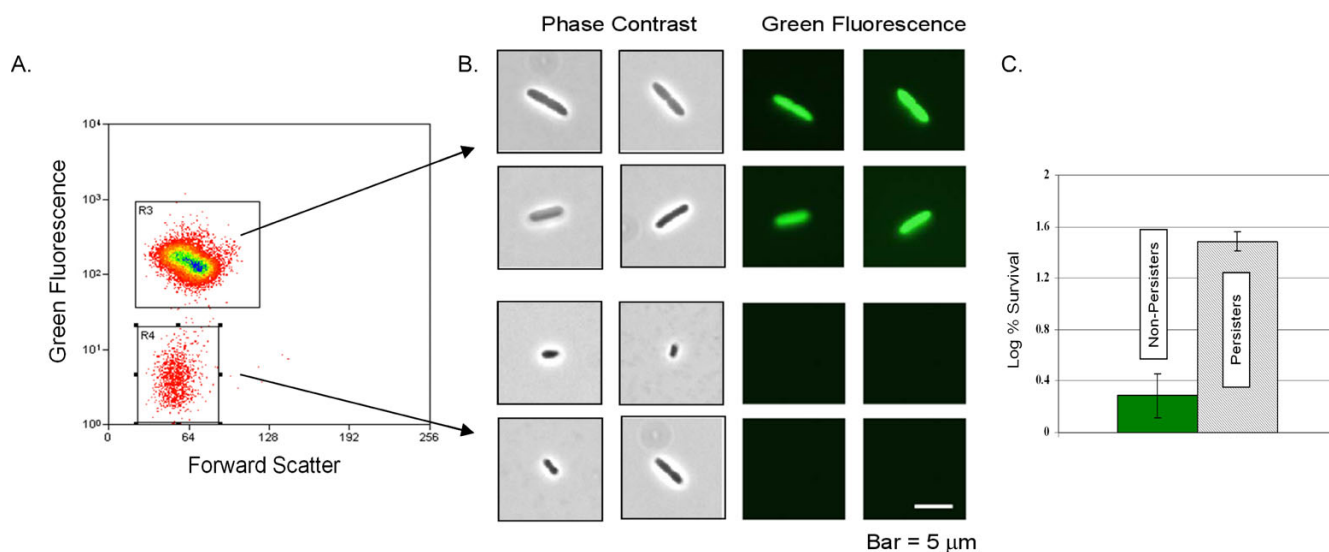 Phase Contrast
Green Fluorescence
A.
B.
C.
10⁴
10³
10²
10¹
10⁰
Green Fluorescence
R3
R4
0
64
128
192
256
Forward Scatter
Bar = 5 μm
2
1.6
1.2
0.8
0.4
0
Log % Survival
Non-Persisters
Persisters